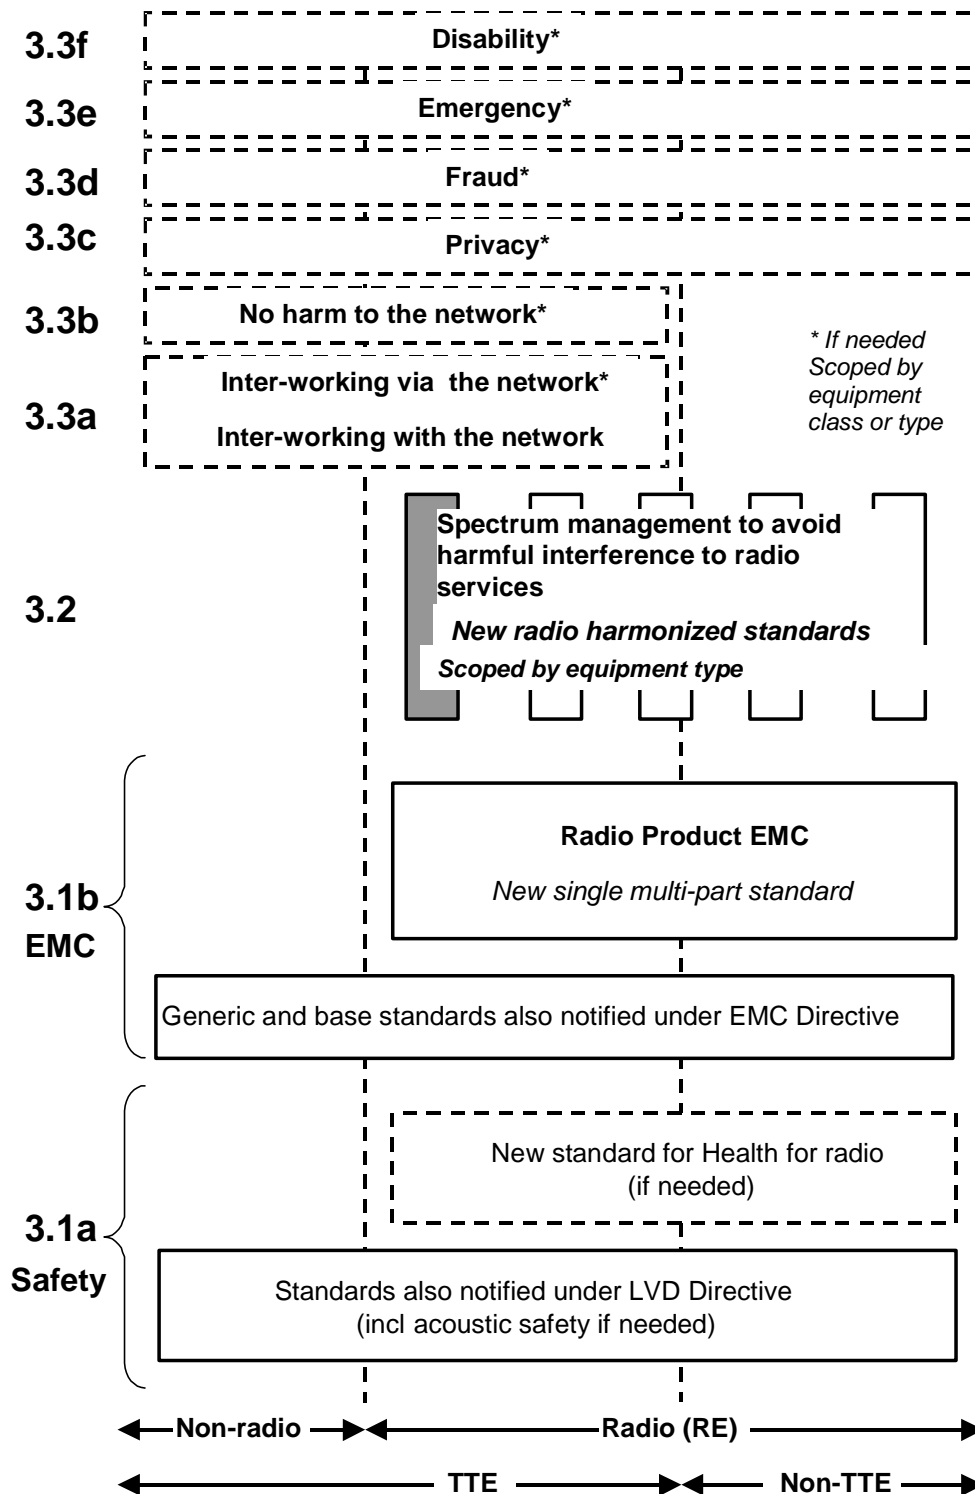 3.3f
Disability*
3.3e
Emergency*
3.3d
Fraud*
3.3c
Privacy*
3.3b
No harm to the network*
* If needed
Scoped by
equipment
class or type
3.3a
Inter-working via the network*
Inter-working with the network
3.2
Spectrum management to avoid
harmful interference to radio
services
New radio harmonized standards
Scoped by equipment type
3.1b
EMC
Radio Product EMC
New single multi-part standard
Generic and base standards also notified under EMC Directive
3.1a
Safety
New standard for Health for radio
(if needed)
Standards also notified under LVD Directive
(incl acoustic safety if needed)
Non-radio
Radio (RE)
TTE
Non-TTE